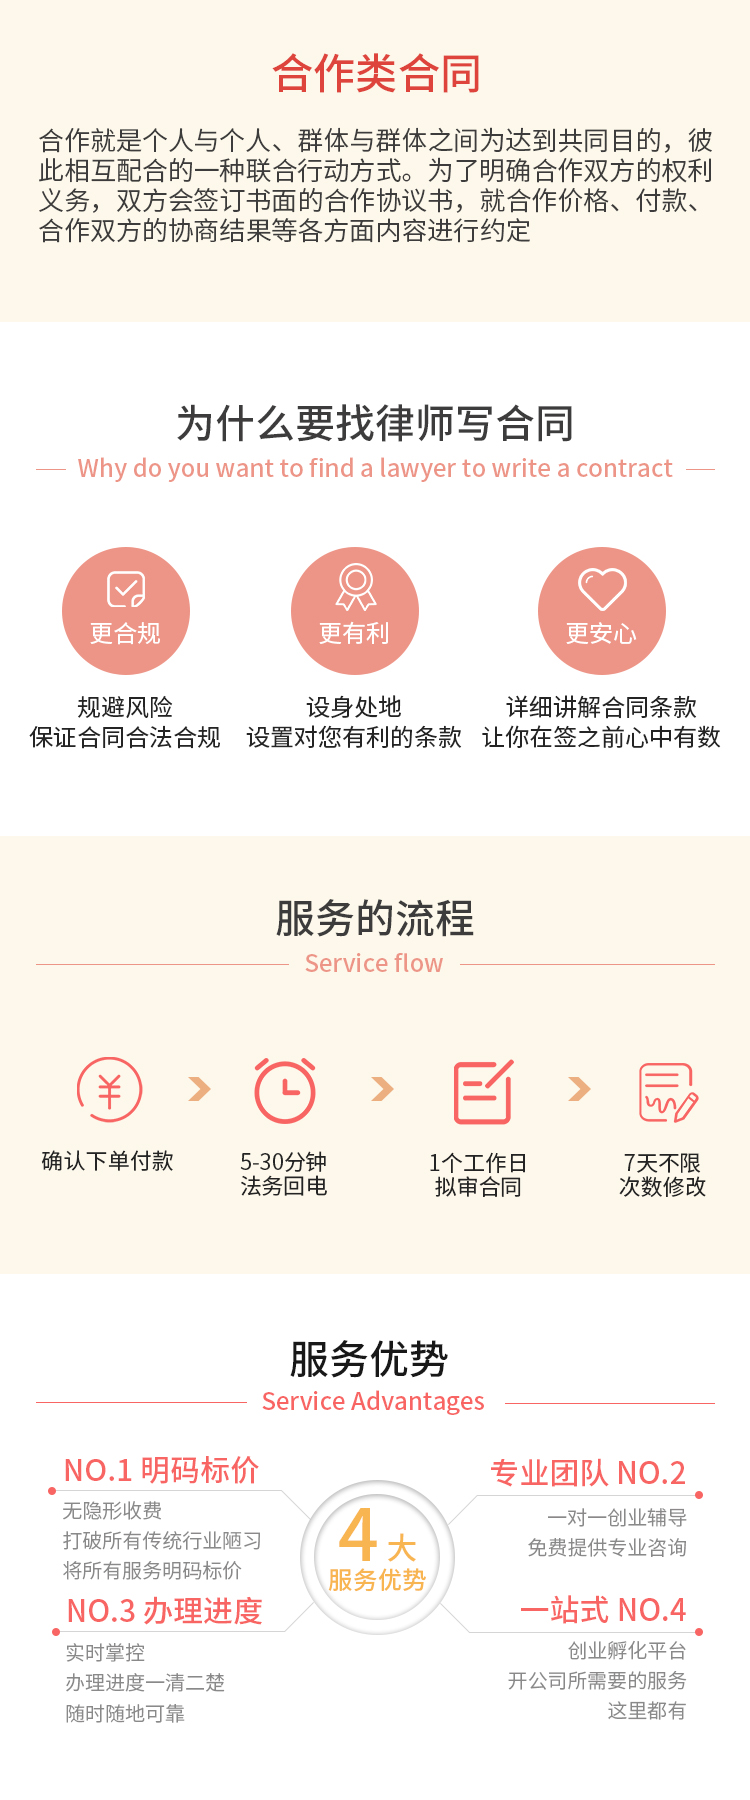 合作类合同
合作就是个人与个人、群体与群体之间为达到共同目的，彼
此相互配合的一种联合行动方式。为了明确合作双方的权利
义务，双方会签订书面的合作协议书，就合作价格、付款、
合作双方的协商结果等各方面内容进行约定
为什么要找律师写合同
Why do you want to find a lawyer to write a contract
更合规
更有利
更安心
规避风险
保证合同合法合规
设身处地
设置对您有利的条款
详细讲解合同条款
让你在签之前心中有数
服务的流程
Service flow
确认下单付款
5-30分钟
法务回电
1个工作日
拟审合同
7天不限
次数修改
服务优势
Service Advantages
NO.1 明码标价
无隐形收费
打破所有传统行业陋习
将所有服务明码标价
专业团队 NO.2
一对一创业辅导
免费提供专业咨询
4大
服务优势
NO.3 办理进度
实时掌控
办理进度一清二楚
随时随地可靠
一站式 NO.4
创业孵化平台
开公司所需要的服务
这里都有